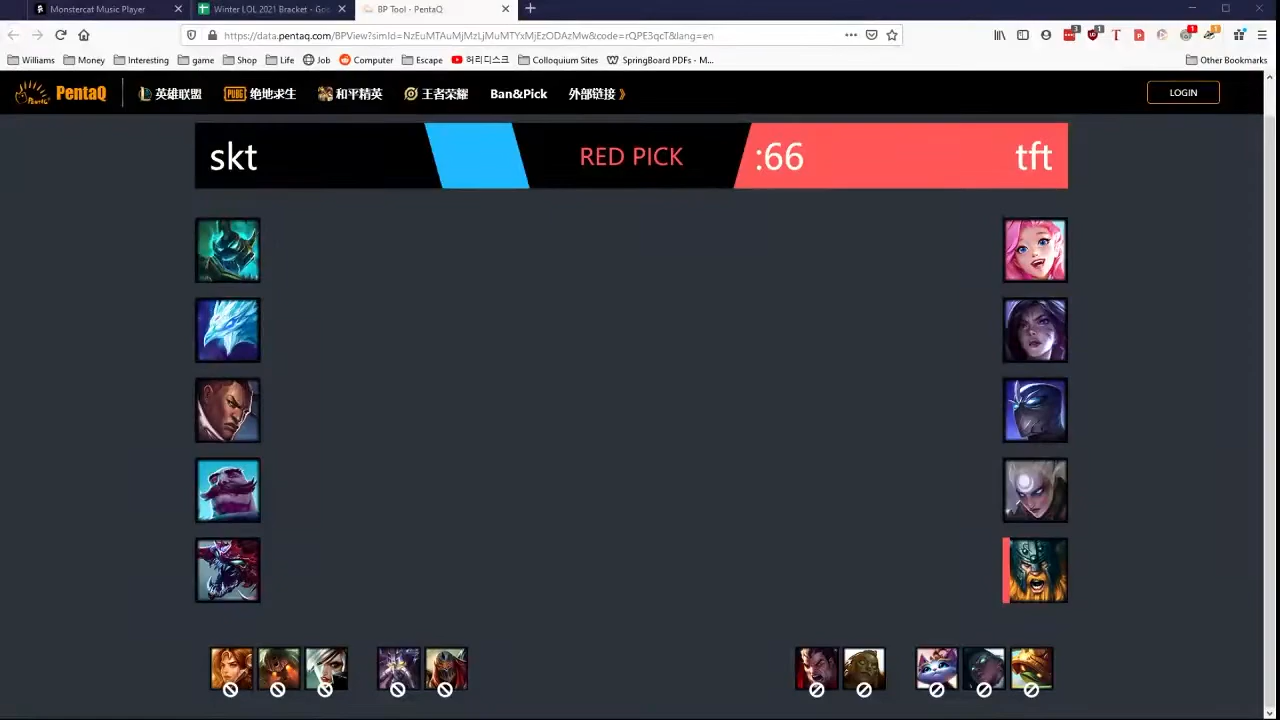 Monstercat Music Player
Winter LOL 2021 Bracket - Goo
BP Tool - PentaQ
https://data.pentaq.com/BPView?simId=NzEuMTAuMjMzLjMuMTYxMjEzODAzMw&code=rQPE3qcT&lang=en
Williams Money Interesting game Shop Life Job Computer Escape 허리디스크 Colloquium Sites SpringBoard PDFs - M... Other Bookmarks
PentaQ 英雄联盟 绝地求生 和平精英 王者荣耀 Ban&Pick 外部链接 》 LOGIN
skt RED PICK :66 tft